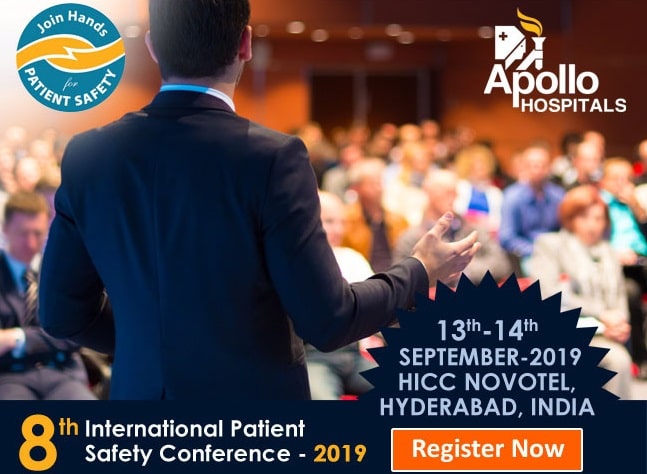 Join Hands
for
PATIENT SAFETY
Apollo
HOSPITALS
13th-14th
SEPTEMBER-2019
HICC NOVOTEL,
HYDERABAD, INDIA
8th International Patient
Safety Conference - 2019
Register Now